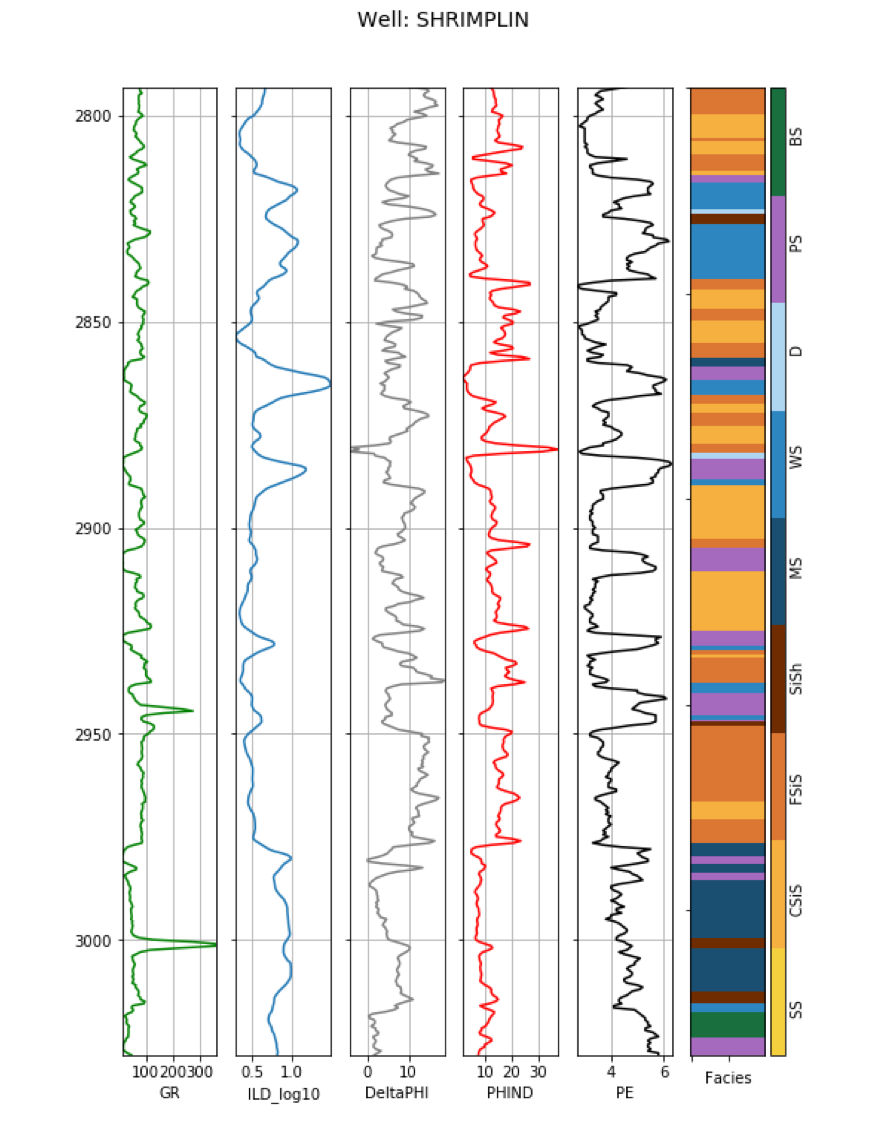 Well: SHRIMPLIN
2800
2850
2900
2950
3000
100 200 300
GR
0.5 1.0
ILD_log10
0 10
DeltaPHI
10 20 30
PHIND
4 6
PE
Facies
BS
PS
D
WS
MS
SiSh
FSiS
CSiS
SS